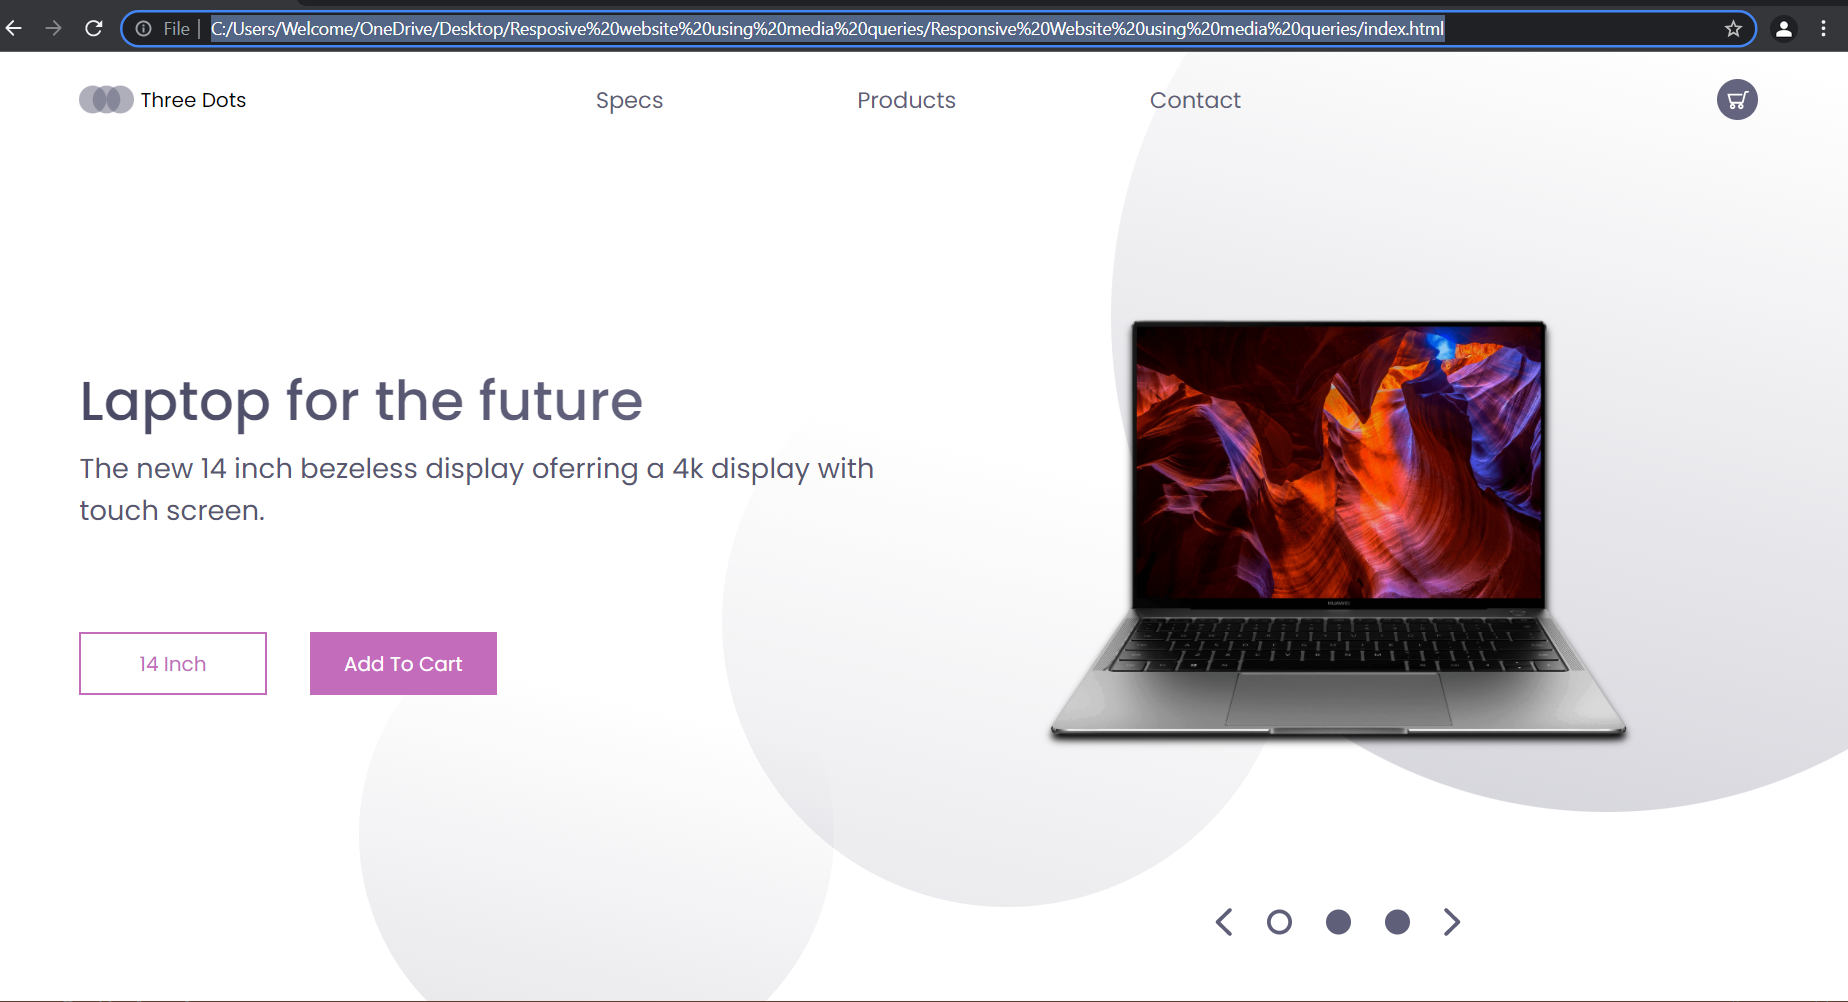 File | C:/Users/Welcome/OneDrive/Desktop/Resposive%20website%20using%20media%20queries/Responsive%20Website%20using%20media%20queries/index.html
Three Dots
Specs
Products
Contact
Laptop for the future
The new 14 inch bezeless display oferring a 4k display with
touch screen.
14 Inch
Add To Cart
HUAWEI